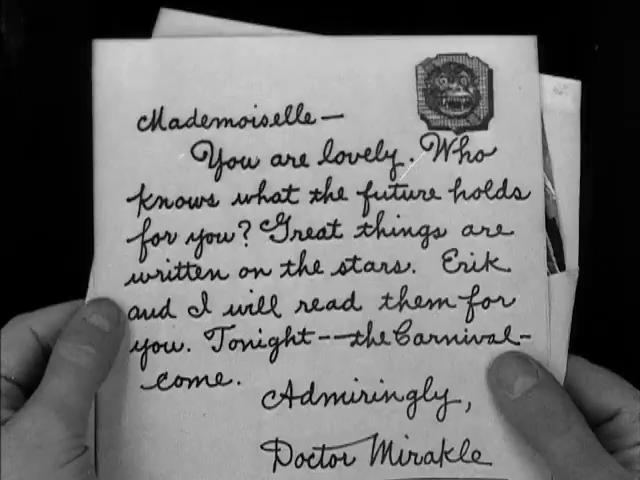 Mademoiselle—
You are lovely. Who
knows what the future holds
for you? Great things are
written on the stars. Erik
and I will read them for
you. Tonight--the Carnival-
come.
Admiringly,
Doctor Mirakle